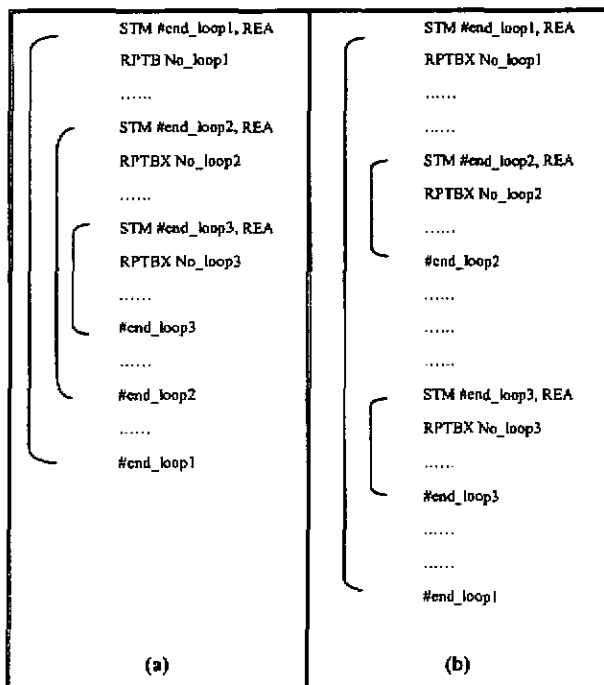 STM #end_loop1, REA
RPTB No_loop1
......
STM #end_loop2, REA
RPTBX No_loop2
......
STM #end_loop3, REA
RPTBX No_loop3
......
#end_loop3
......
#end_loop2
......
#end_loop1
(a)
STM #end_loop1, REA
RPTBX No_loop1
......
......
STM #end_loop2, REA
RPTBX No_loop2
......
#end_loop2
......
......
......
STM #end_loop3, REA
RPTBX No_loop3
......
#end_loop3
......
......
#end_loop1
(b)